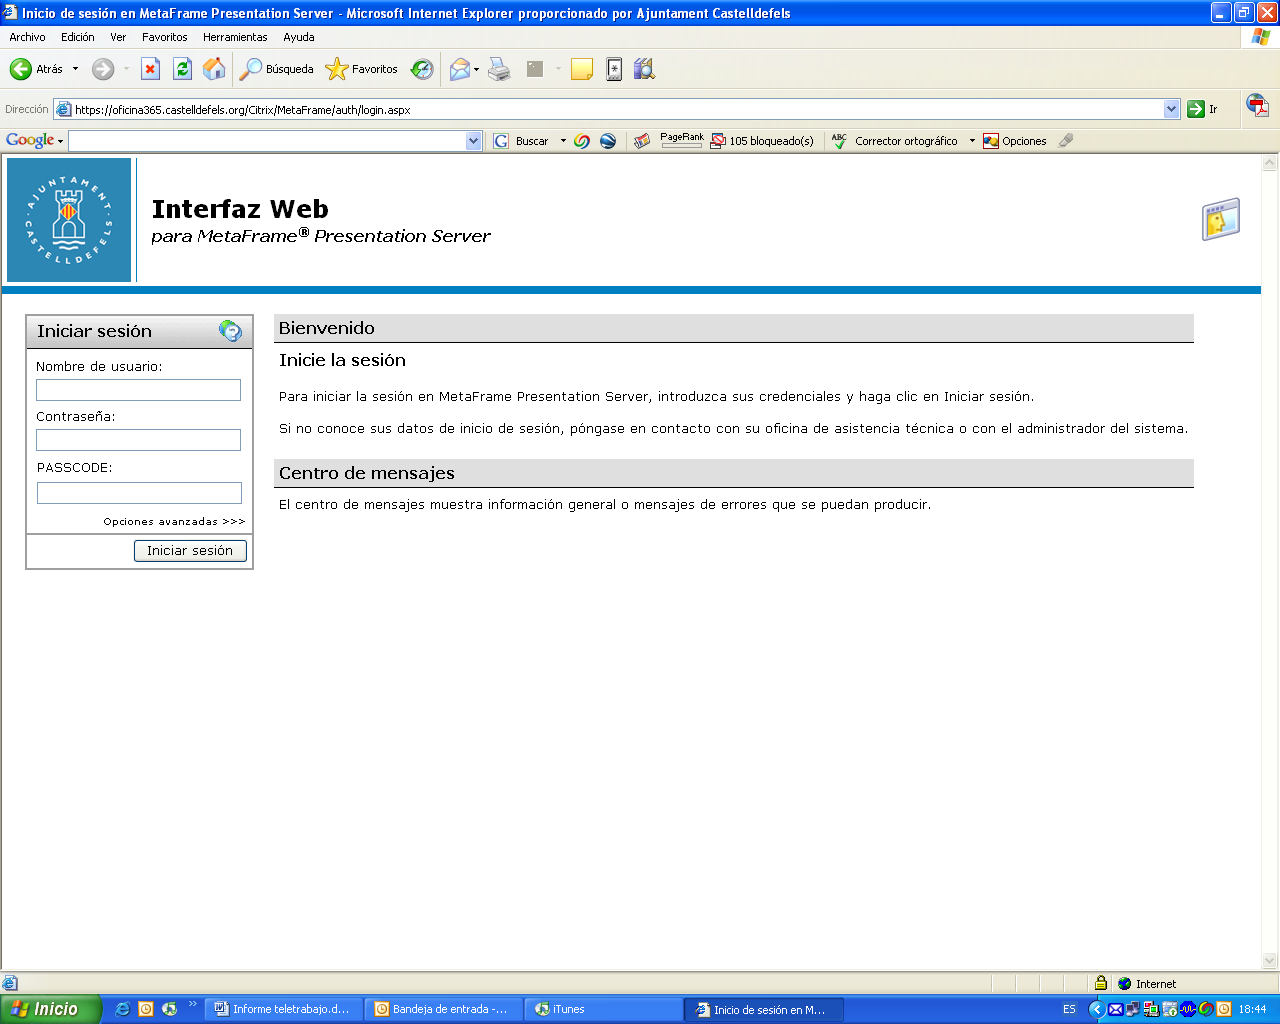 Inicio de sesión en MetaFrame Presentation Server - Microsoft Internet Explorer proporcionado por Ajuntament Castelldefels
Archivo Edición Ver Favoritos Herramientas Ayuda
Atrás Búsqueda Favoritos
Dirección https://oficina365.castelldefels.org/Citrix/MetaFrame/auth/login.aspx Ir
Google Buscar PageRank 105 bloqueado(s) ABC Corrector ortográfico Opciones
AJUNTAMENT CASTELLDEFELS
Interfaz Web
para MetaFrame® Presentation Server
Iniciar sesión
Nombre de usuario:
Contraseña:
PASSCODE:
Opciones avanzadas >>>
Iniciar sesión
Bienvenido
Inicie la sesión
Para iniciar la sesión en MetaFrame Presentation Server, introduzca sus credenciales y haga clic en Iniciar sesión.
Si no conoce sus datos de inicio de sesión, póngase en contacto con su oficina de asistencia técnica o con el administrador del sistema.
Centro de mensajes
El centro de mensajes muestra información general o mensajes de errores que se puedan producir.
Internet
Inicio Informe teletrabajo.d... Bandeja de entrada -... iTunes Inicio de sesión en M... ES 18:44